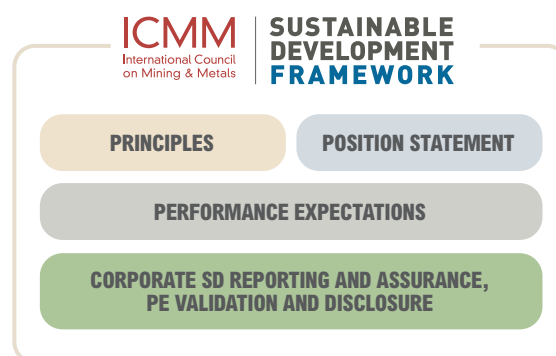 ICMM
International Council
on Mining & Metals
SUSTAINABLE
DEVELOPMENT
FRAMEWORK
PRINCIPLES
POSITION STATEMENT
PERFORMANCE EXPECTATIONS
CORPORATE SD REPORTING AND ASSURANCE,
PE VALIDATION AND DISCLOSURE